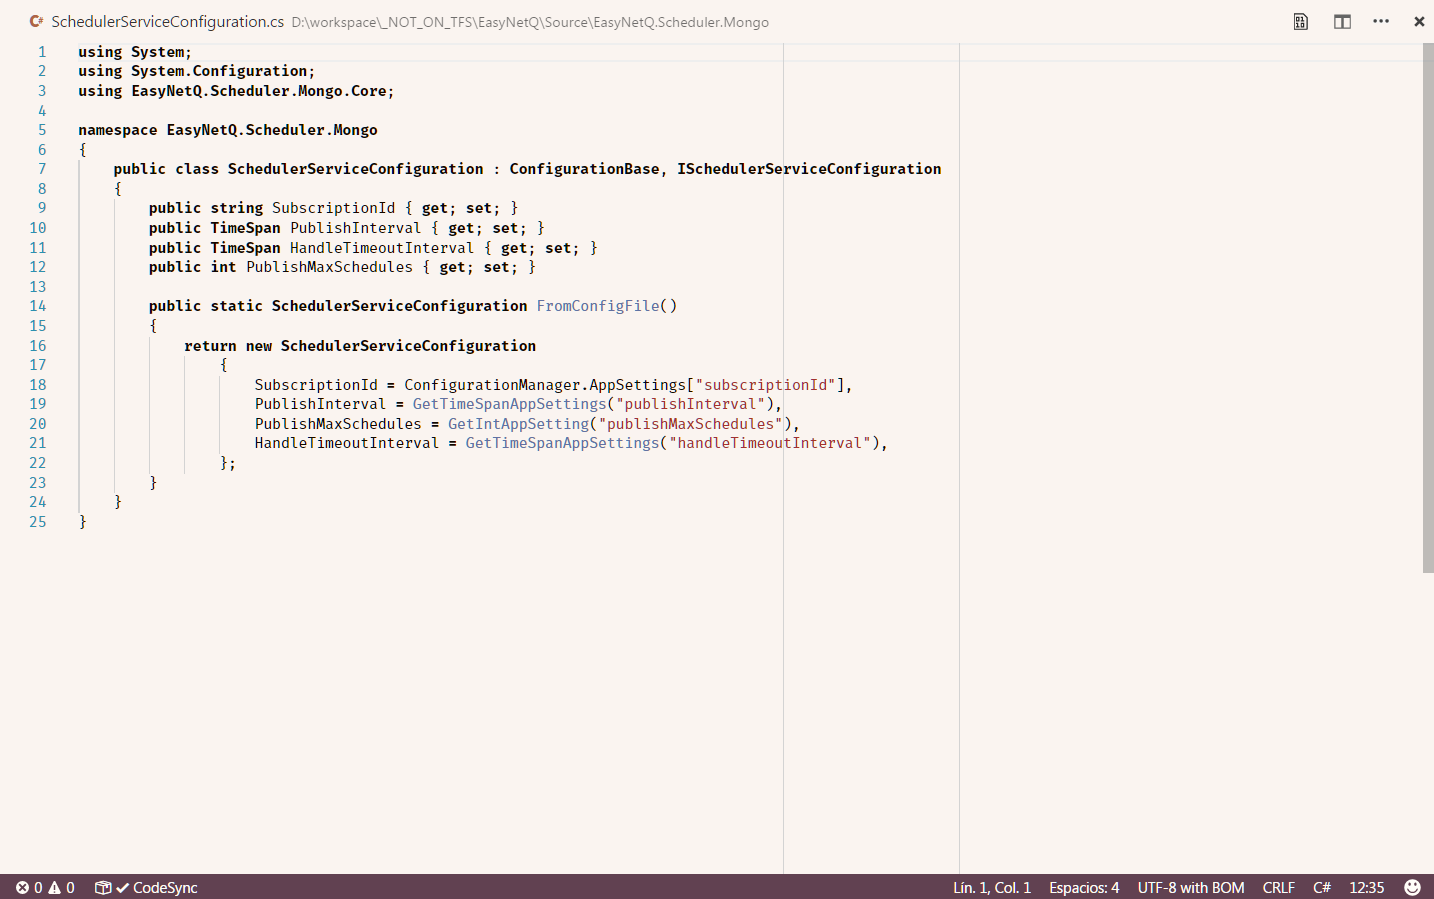 SchedulerServiceConfiguration.cs D:\workspace\_NOT_ON_TFS\EasyNetQ\Source\EasyNetQ.Scheduler.Mongo
1 using System;
2 using System.Configuration;
3 using EasyNetQ.Scheduler.Mongo.Core;
4
5 namespace EasyNetQ.Scheduler.Mongo
6 {
7 public class SchedulerServiceConfiguration : ConfigurationBase, ISchedulerServiceConfiguration
8 {
9 public string SubscriptionId { get; set; }
10 public TimeSpan PublishInterval { get; set; }
11 public TimeSpan HandleTimeoutInterval { get; set; }
12 public int PublishMaxSchedules { get; set; }
13
14 public static SchedulerServiceConfiguration FromConfigFile()
15 {
16 return new SchedulerServiceConfiguration
17 {
18 SubscriptionId = ConfigurationManager.AppSettings["subscriptionId"],
19 PublishInterval = GetTimeSpanAppSettings("publishInterval"),
20 PublishMaxSchedules = GetIntAppSetting("publishMaxSchedules"),
21 HandleTimeoutInterval = GetTimeSpanAppSettings("handleTimeoutInterval"),
22 };
23 }
24 }
25 }
0 0 CodeSync Lín. 1, Col. 1 Espacios: 4 UTF-8 with BOM CRLF C# 12:35